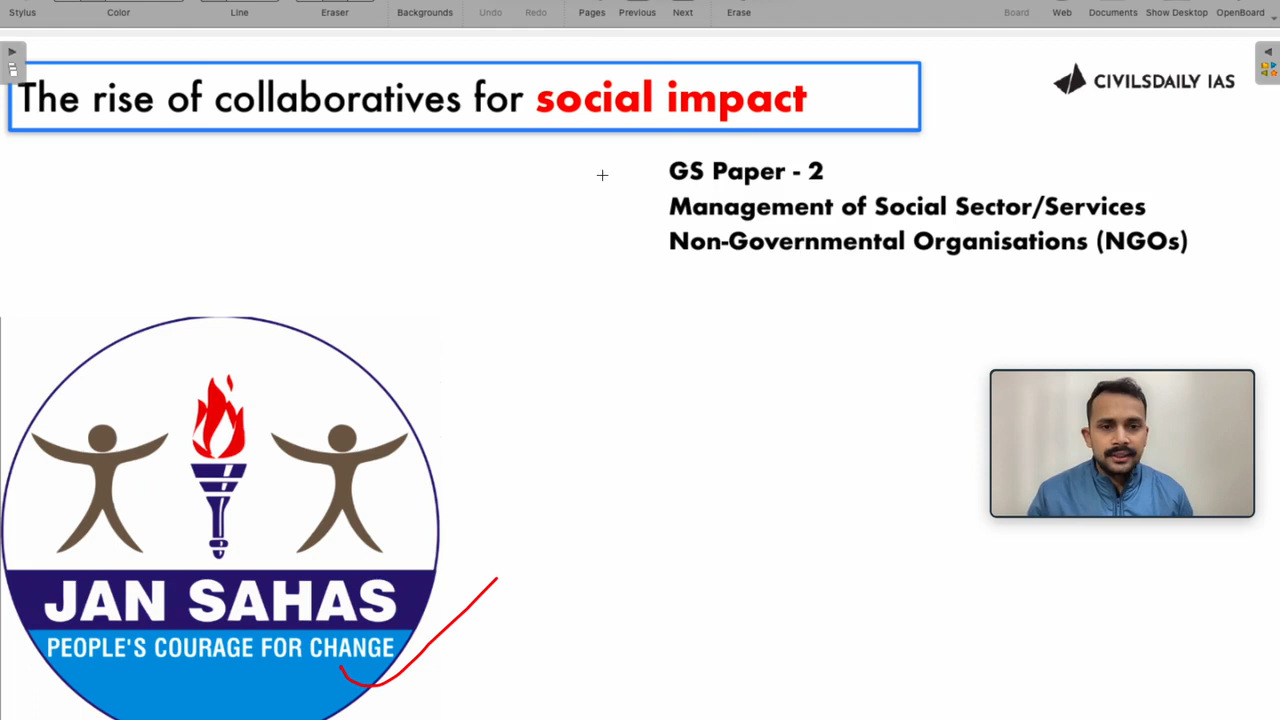 Stylus
Color
Line
Eraser
Backgrounds
Undo
Redo
Pages
Previous
Next
Erase
Board
Web
Documents
Show Desktop
OpenBoard
The rise of collaboratives for social impact
CIVILSDAILY IAS
GS Paper - 2
Management of Social Sector/Services
Non-Governmental Organisations (NGOs)
JAN SAHAS
PEOPLE'S COURAGE FOR CHANGE